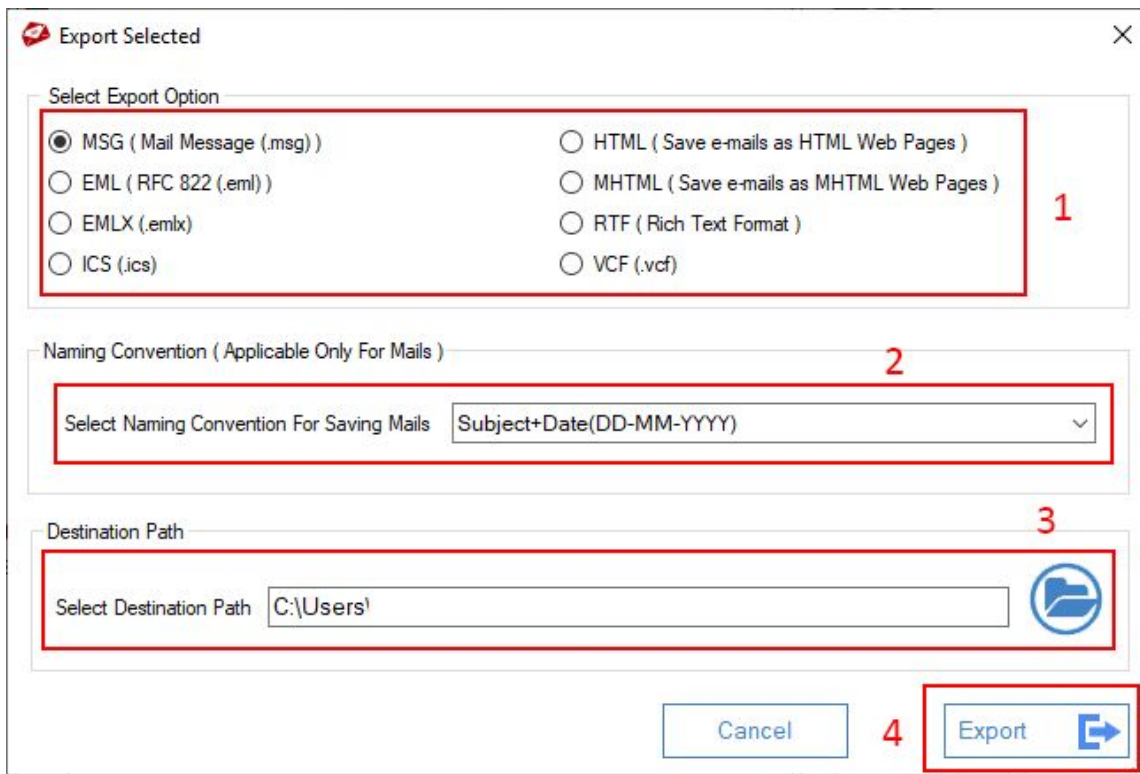 Export Selected
Select Export Option
MSG ( Mail Message (.msg) )
HTML ( Save e-mails as HTML Web Pages )
EML ( RFC 822 (.eml) )
MHTML ( Save e-mails as MHTML Web Pages )
1
EMLX (.emlx)
RTF ( Rich Text Format )
ICS (.ics)
VCF (.vcf)
Naming Convention ( Applicable Only For Mails )
2
Select Naming Convention For Saving Mails
Subject+Date(DD-MM-YYYY)
Destination Path
3
Select Destination Path
C:\Users\
Cancel
4
Export